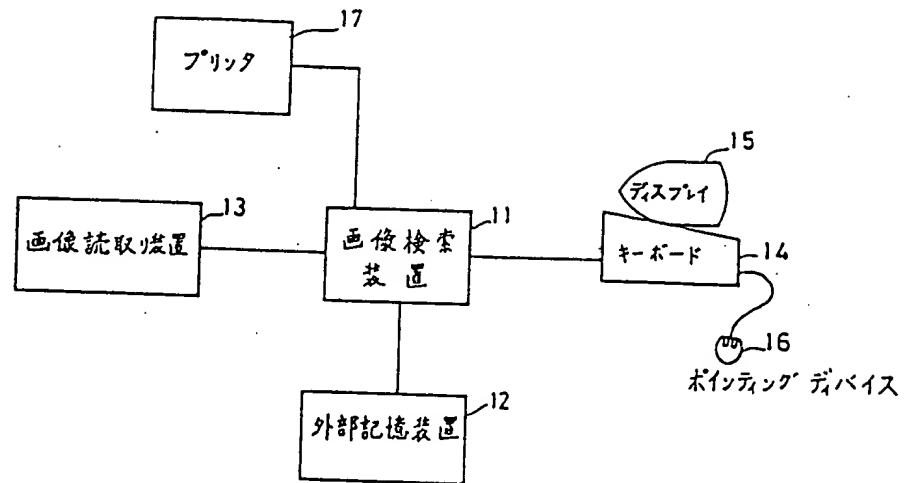 17
プリンタ
15
ディスプレイ
13
画像読取り装置
11
画像検索
装置
キーボード
14
16
ポインティング ディバイス
12
外部記憶装置